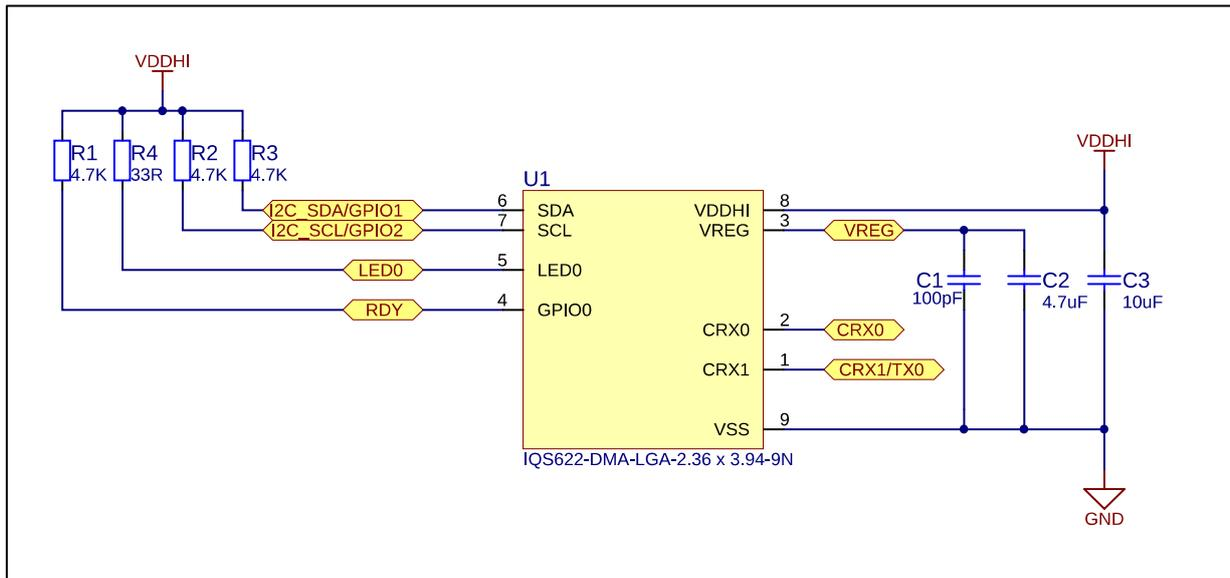 VDDHI
R1
4.7K
R4
33R
R2
4.7K
R3
4.7K
I2C_SDA/GPIO1
I2C_SCL/GPIO2
LED0
RDY
6
7
5
4
U1
SDA
SCL
LED0
GPIO0
VDDHI
VREG
CRX0
CRX1
VSS
IQS622-DMA-LGA-2.36 x 3.94-9N
8
3
2
1
9
VREG
CRX0
CRX1/TX0
VDDHI
C1
100pF
C2
4.7uF
C3
10uF
GND